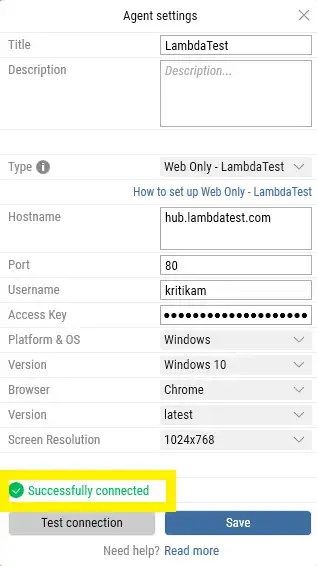 Agent settings
Title LambdaTest
Description Description...
Type Web Only - LambdaTest
How to set up Web Only - LambdaTest
Hostname hub.lambdatest.com
Port 80
Username kritikam
Access Key ••••••••••••••••••••
Platform & OS Windows
Version Windows 10
Browser Chrome
Version latest
Screen Resolution 1024x768
Successfully connected
Test connection Save
Need help? Read more